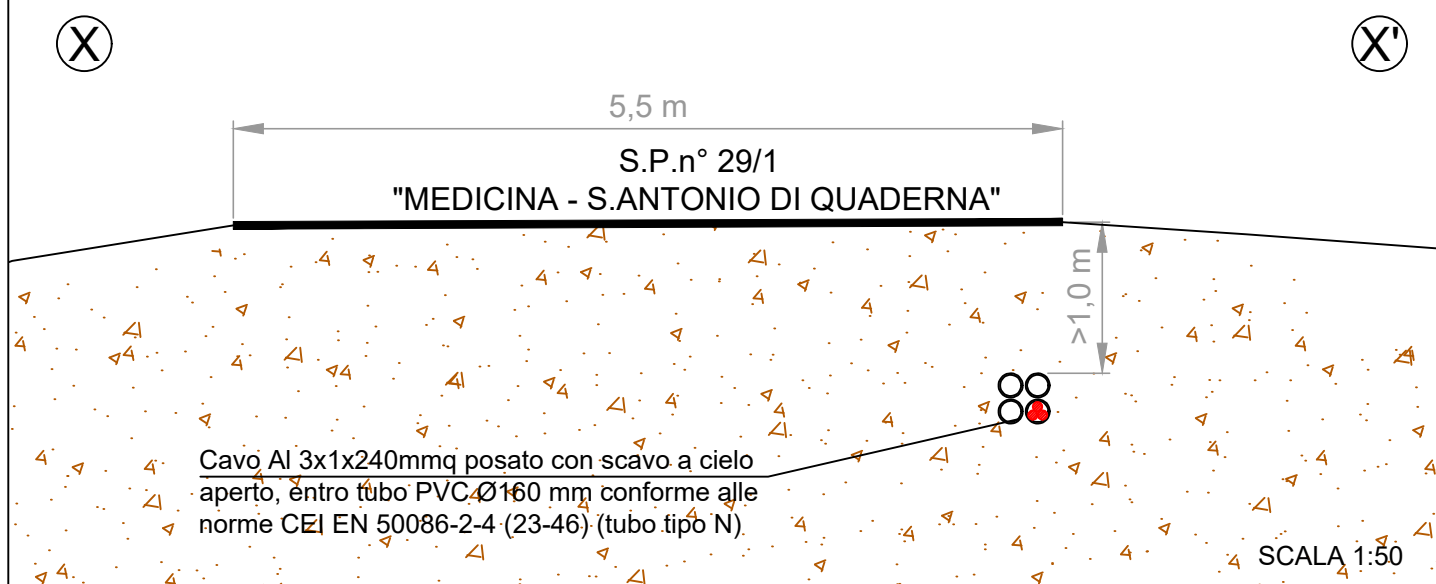 X
X'
5,5 m
S.P.n° 29/1
"MEDICINA - S.ANTONIO DI QUADERNA"
>1,0 m
Cavo Al 3x1x240mmq posato con scavo a cielo
aperto, entro tubo PVC Ø160 mm conforme alle
norme CEI EN 50086-2-4 (23-46) (tubo tipo N)
SCALA 1:50